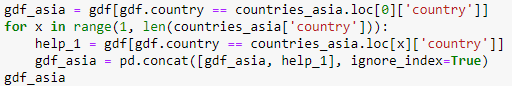 gdf_asia = gdf[gdf.country == countries_asia.loc[0]['country']]
for x in range(1, len(countries_asia['country'])):
    help_1 = gdf[gdf.country == countries_asia.loc[x]['country']]
    gdf_asia = pd.concat([gdf_asia, help_1], ignore_index=True)
gdf_asia